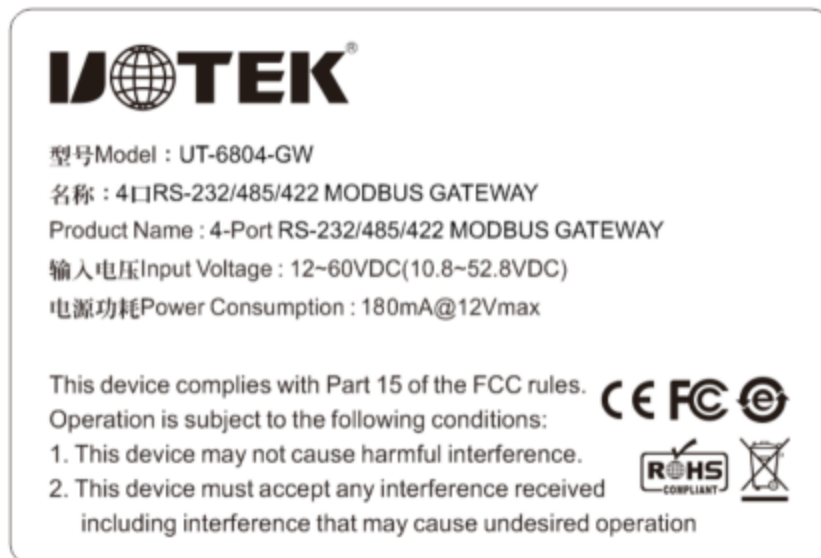 UTEK®
型号Model : UT-6804-GW
名称 : 4口RS-232/485/422 MODBUS GATEWAY
Product Name : 4-Port RS-232/485/422 MODBUS GATEWAY
输入电压Input Voltage : 12~60VDC(10.8~52.8VDC)
电源功耗Power Consumption : 180mA@12Vmax
This device complies with Part 15 of the FCC rules.
Operation is subject to the following conditions:
CE FC e
1. This device may not cause harmful interference.
2. This device must accept any interference received
including interference that may cause undesired operation
ROHS
COMPLIANT